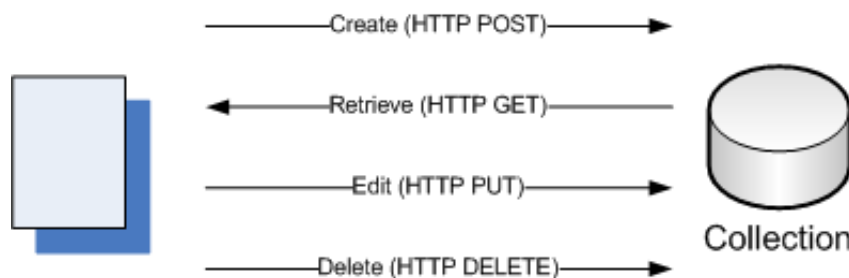 Create (HTTP POST)
Retrieve (HTTP GET)
Edit (HTTP PUT)
Collection
Delete (HTTP DELETE)